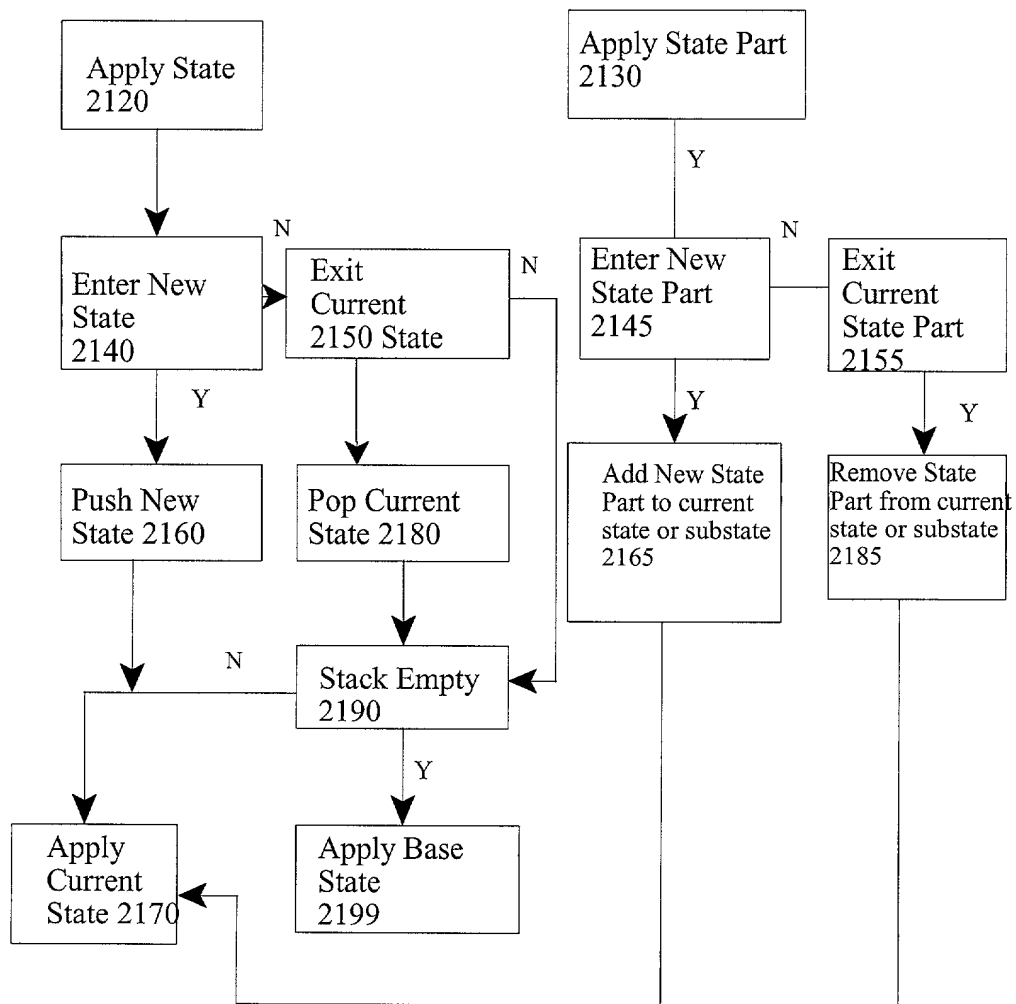 Apply State
2120
Apply State Part
2130
Y
N
Enter New
State
2140
Exit
Current
2150 State
N
Enter New
State Part
2145
N
Exit
Current
State Part
2155
Y
Y
Y
Push New
State 2160
Pop Current
State 2180
Add New State
Part to current
state or substate
2165
Remove State
Part from current
state or substate
2185
N
Stack Empty
2190
Y
Apply
Current
State 2170
Apply Base
State
2199